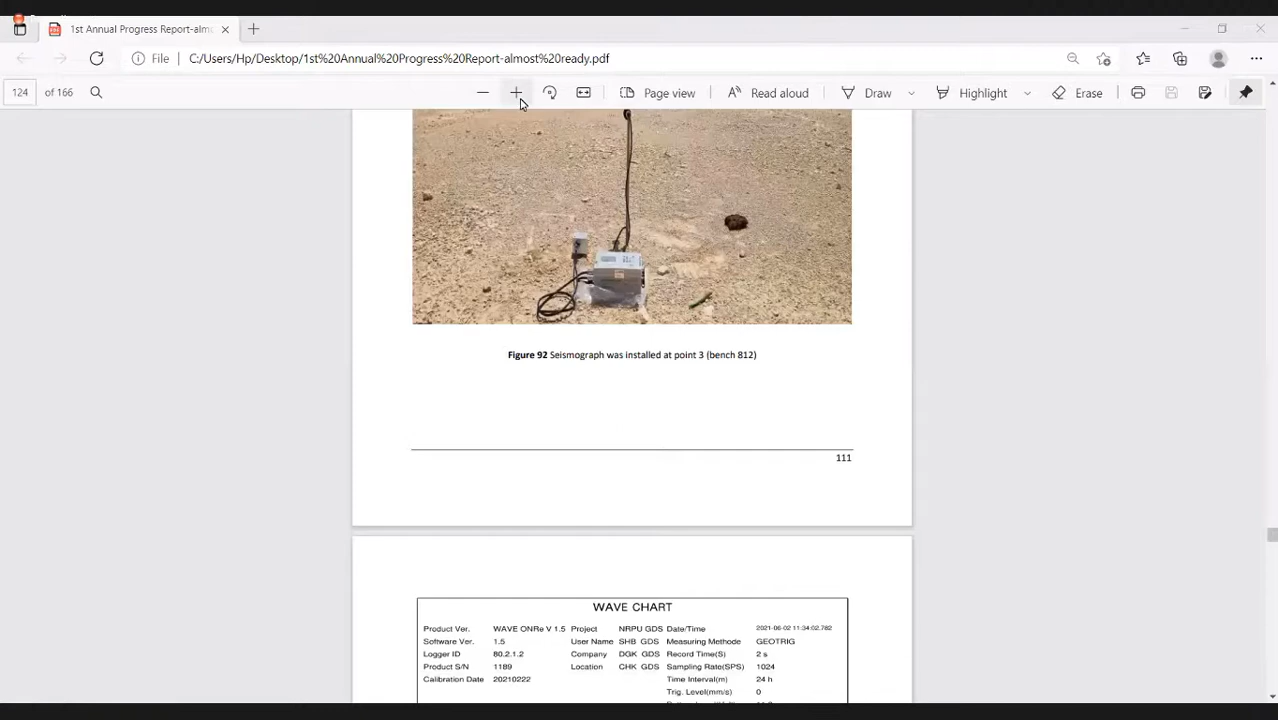 1st Annual Progress Report-almo
File C:/Users/Hp/Desktop/1st%20Annual%20Progress%20Report-almost%20ready.pdf
124 of 166 Page view Read aloud Draw Highlight Erase
Figure 92 Seismograph was installed at point 3 (bench 812)
111
WAVE CHART
Product Ver. WAVE ONRe V 1.5 Project NRPU GDS Date/Time 2021-06-02 11:34:02.782
Software Ver. 1.5 User Name SHB GDS Measuring Methode GEOTRIG
Logger ID 80.2.1.2 Company DGK GDS Record Time(S) 2 s
Product S/N 1189 Location CHK GDS Sampling Rate(SPS) 1024
Calibration Date 20210222 Time Interval(m) 24 h
Trig. Level(mm/s) 0